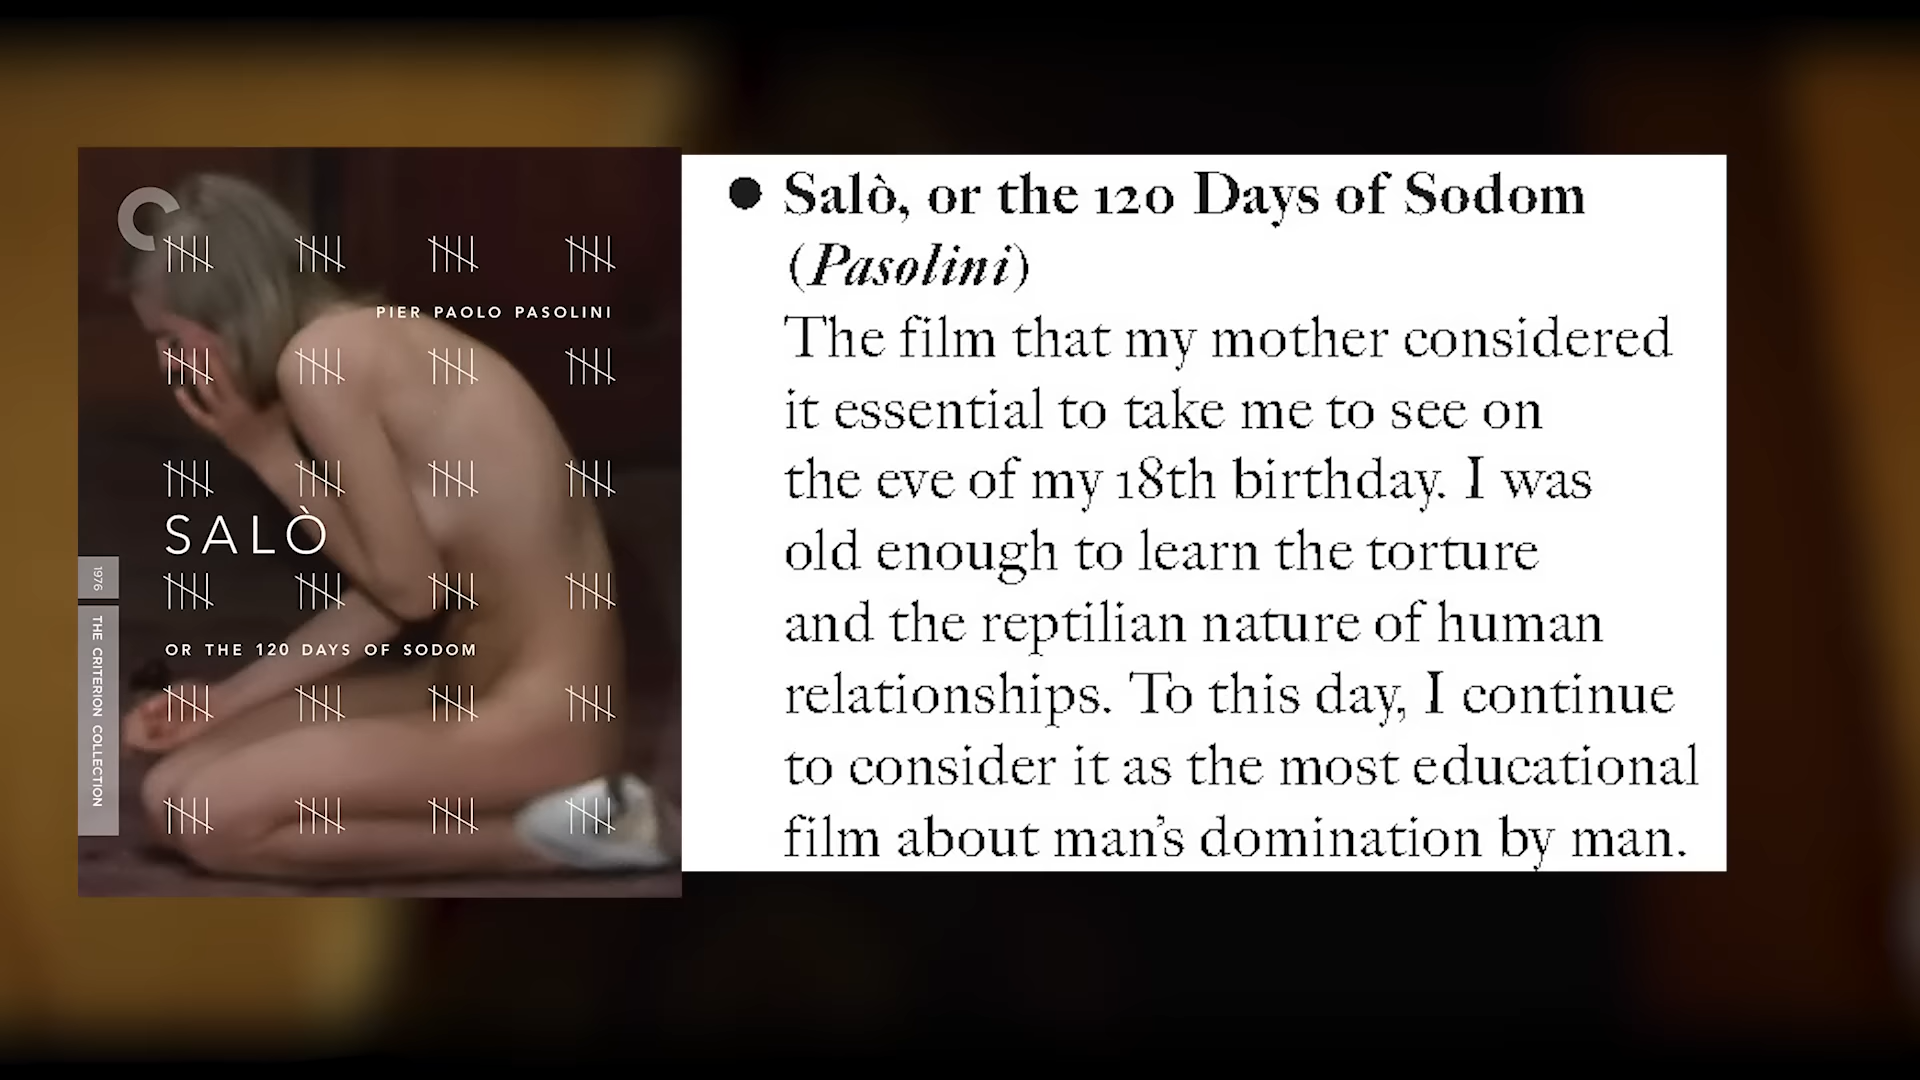 PIER PAOLO PASOLINI
SALÒ
OR THE 120 DAYS OF SODOM
1976
THE CRITERION COLLECTION
● Salò, or the 120 Days of Sodom
(Pasolini)
The film that my mother considered
it essential to take me to see on
the eve of my 18th birthday. I was
old enough to learn the torture
and the reptilian nature of human
relationships. To this day, I continue
to consider it as the most educational
film about man's domination by man.